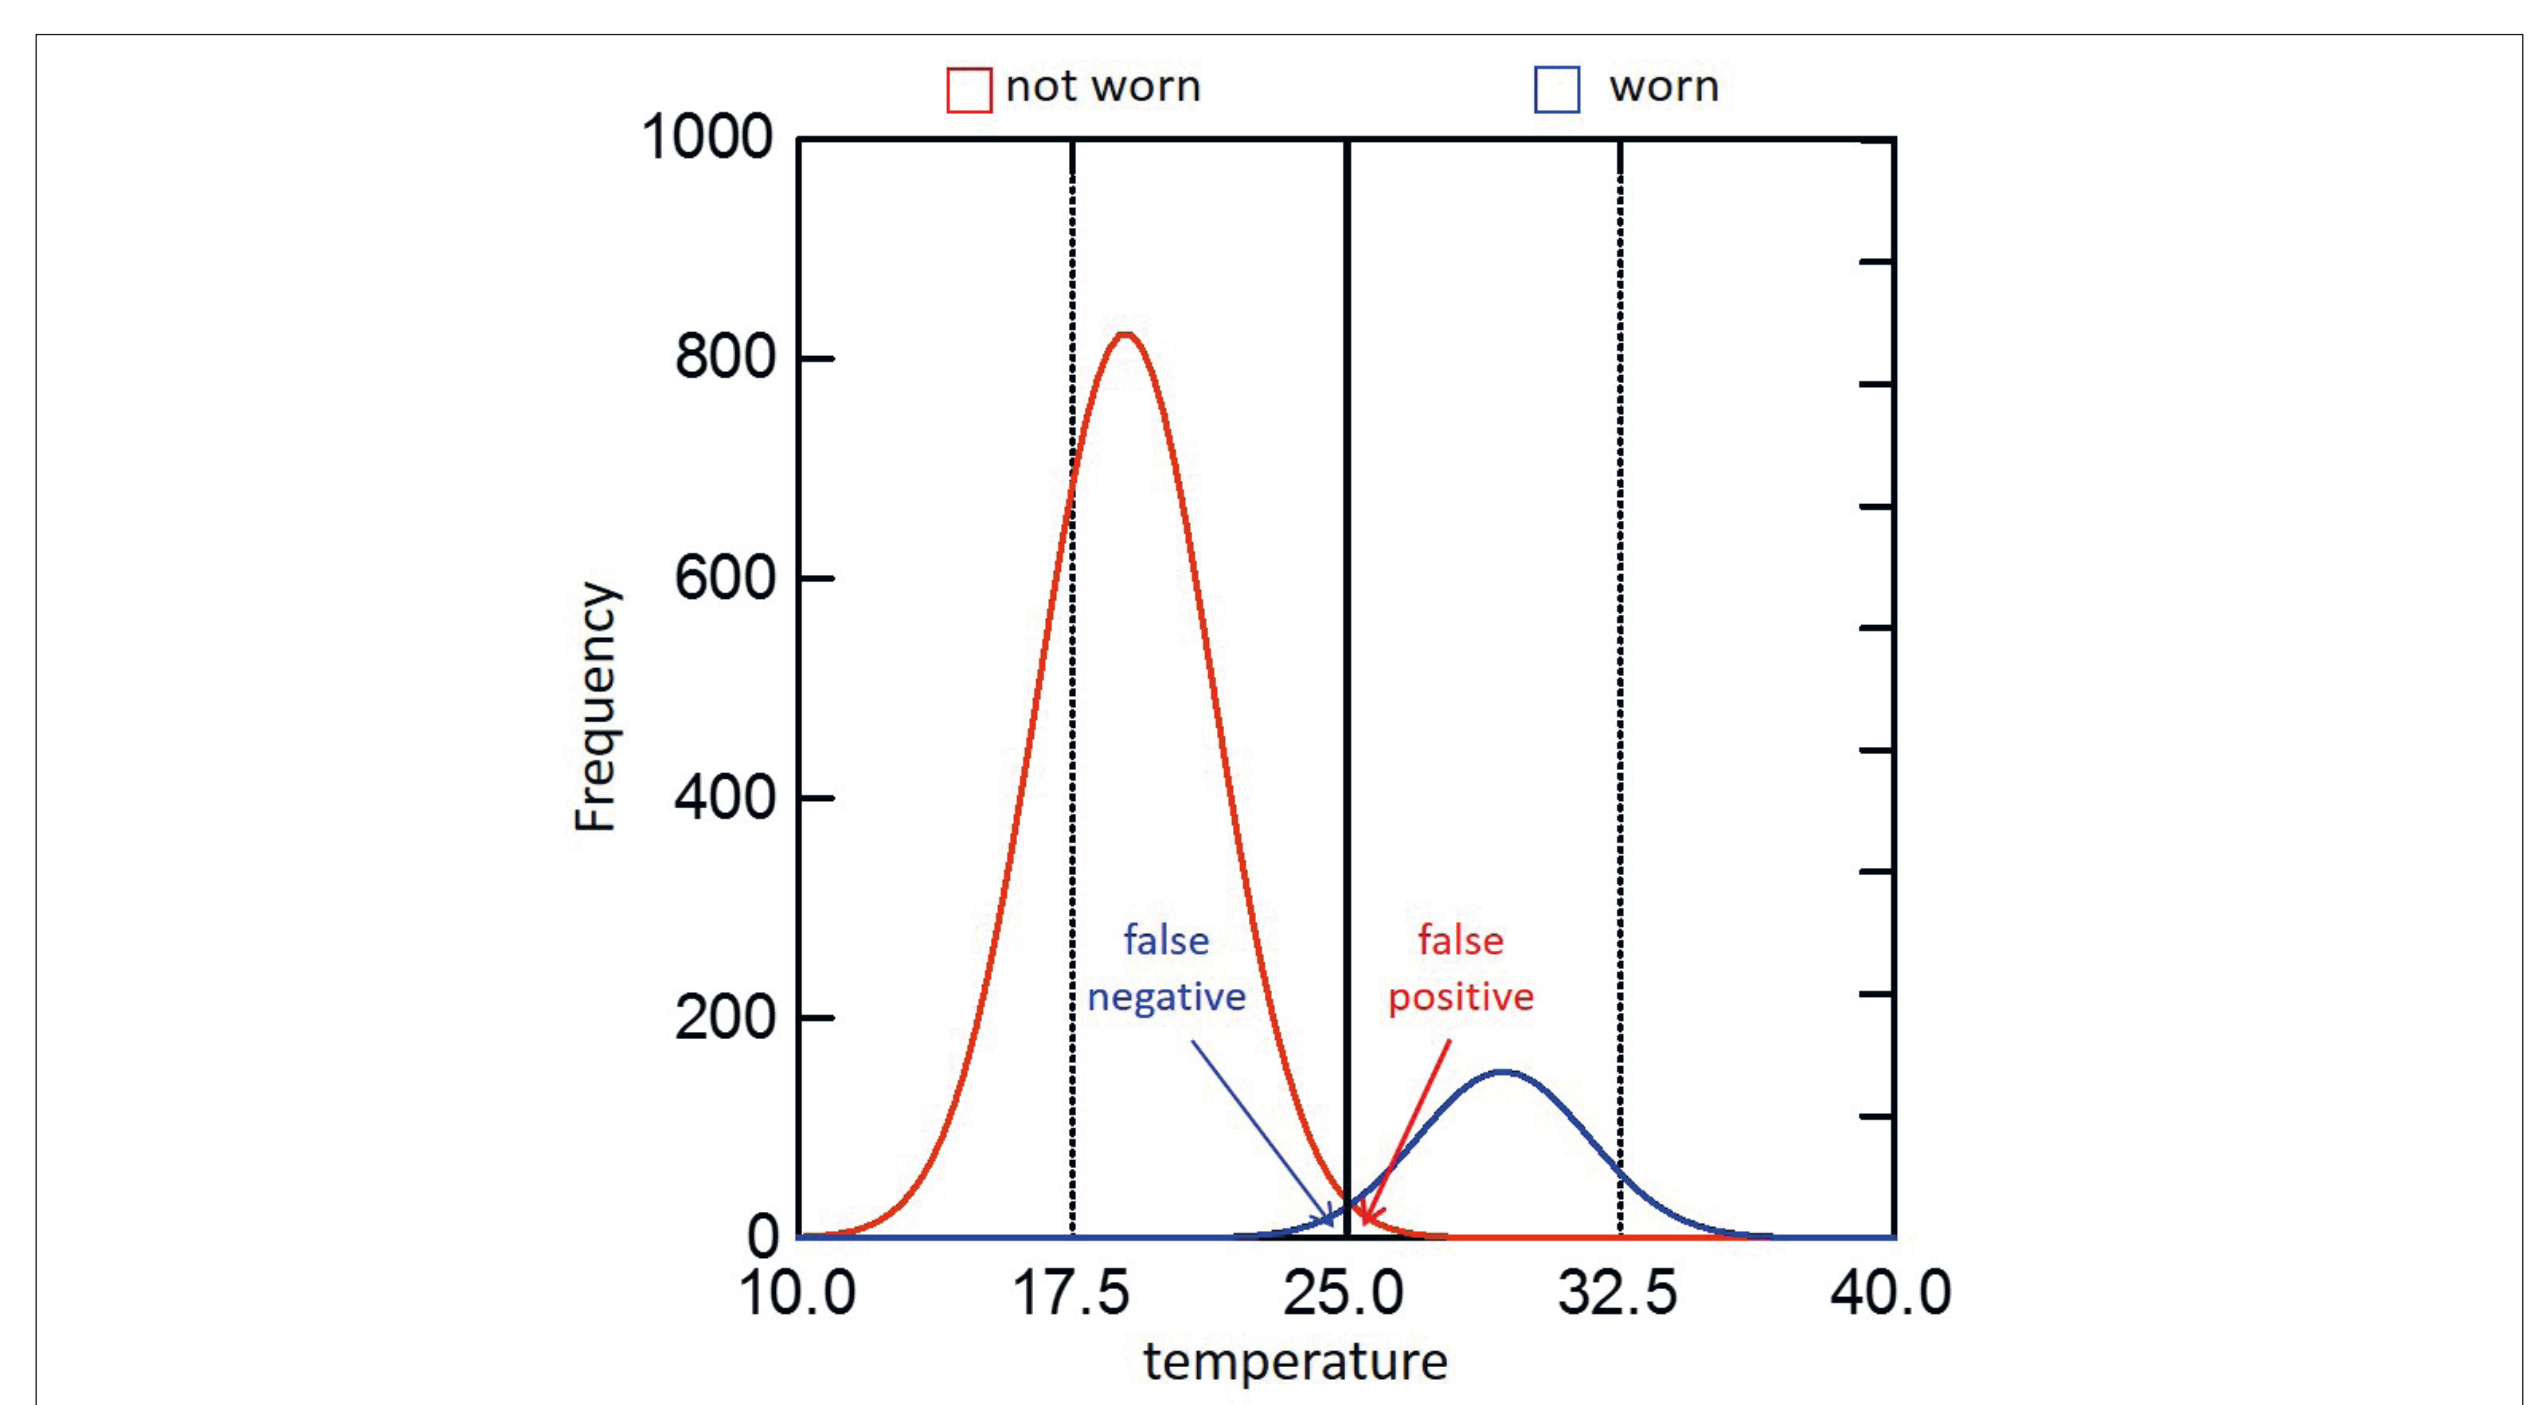 not worn
worn
1000
800
600
400
200
0
Frequency
false
negative
false
positive
10.0 17.5 25.0 32.5 40.0
temperature